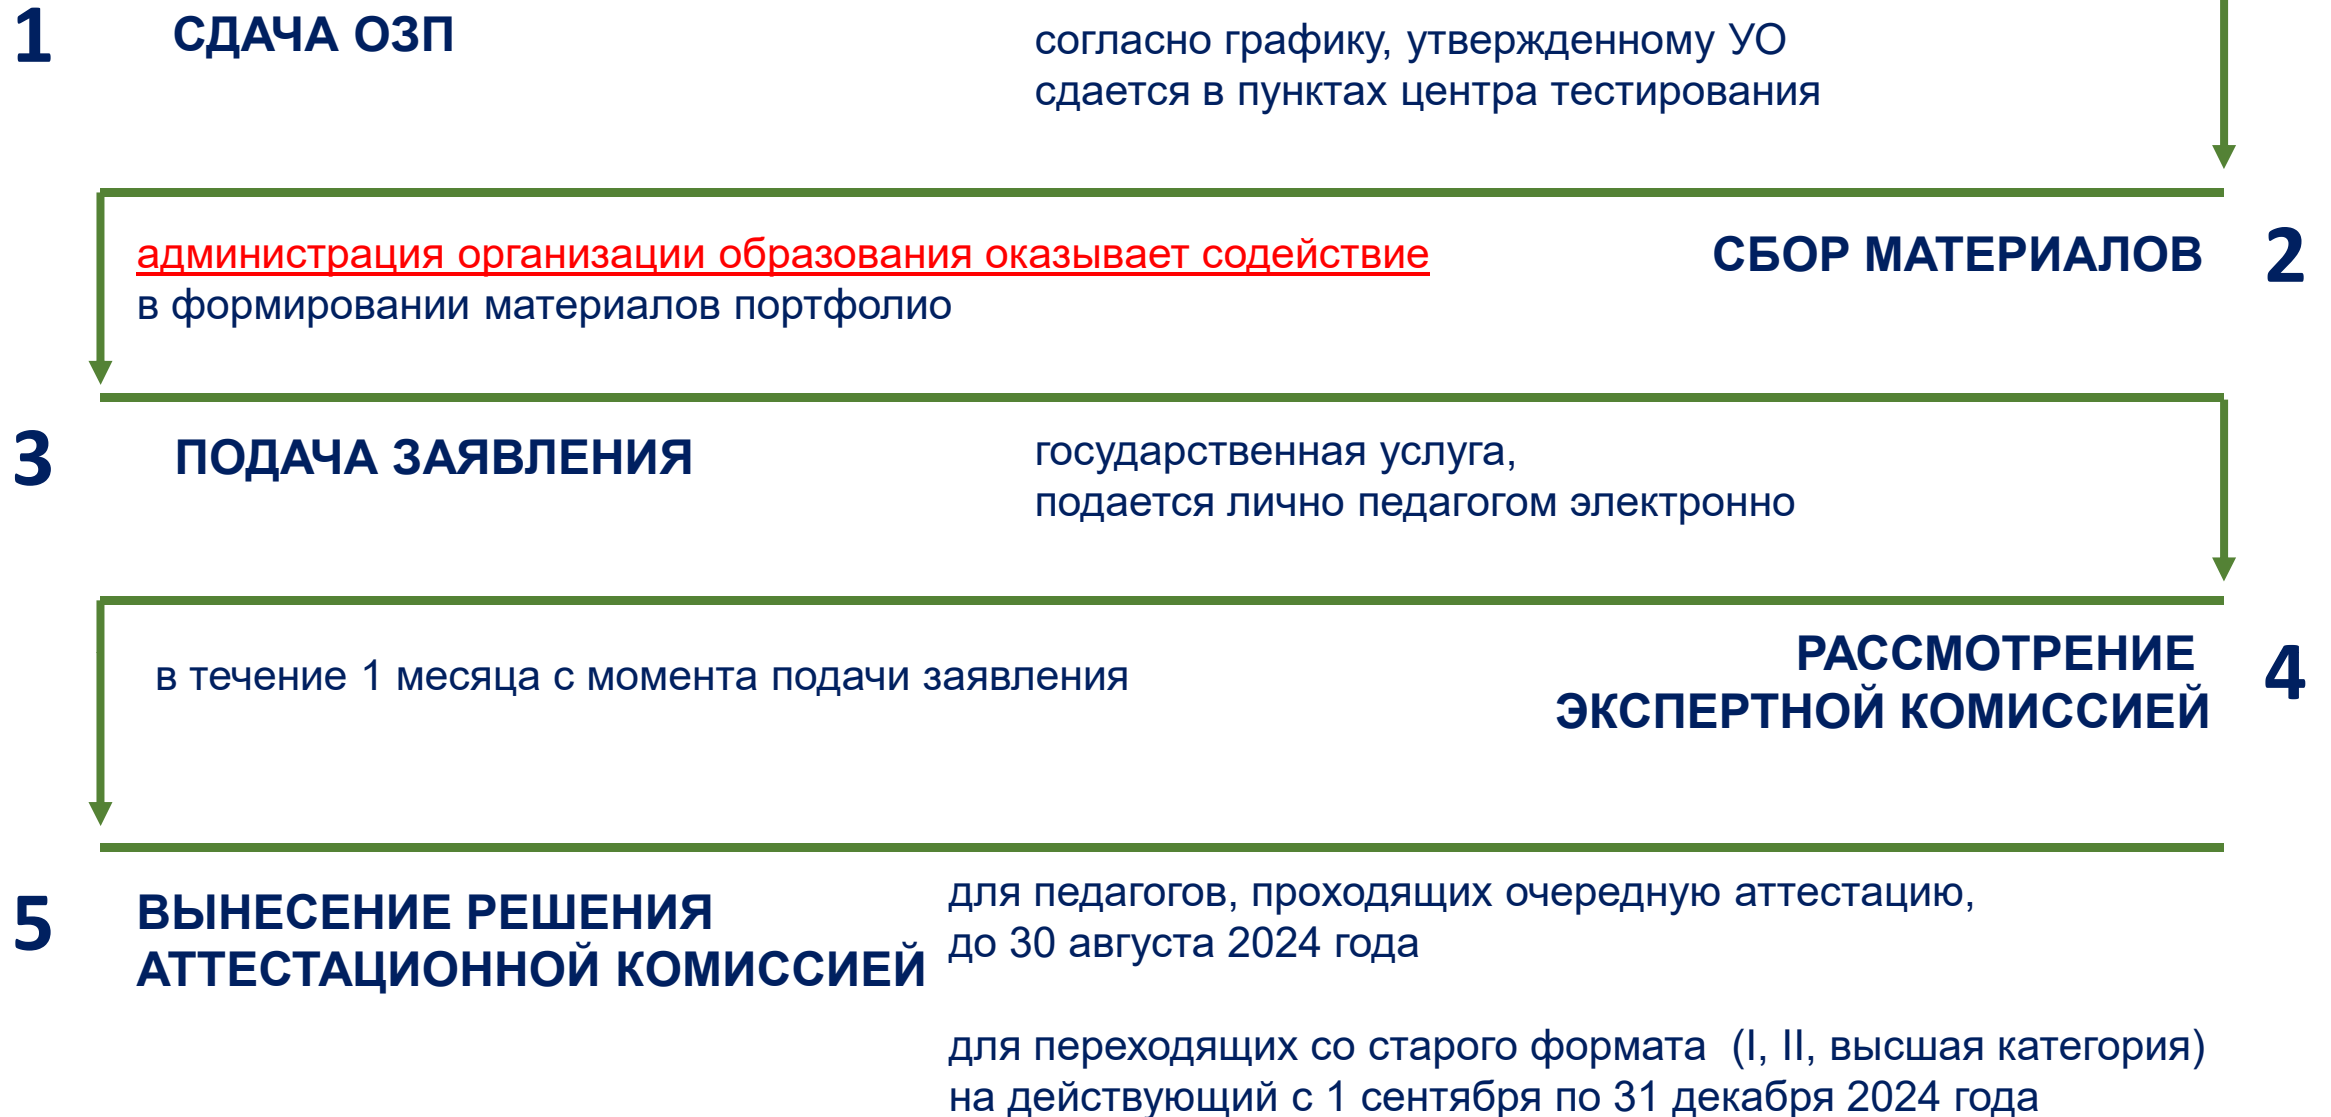 1 СДАЧА ОЗП
согласно графику, утвержденному УО
сдается в пунктах центра тестирования
администрация организации образования оказывает содействие
в формировании материалов портфолио
СБОР МАТЕРИАЛОВ 2
3 ПОДАЧА ЗАЯВЛЕНИЯ
государственная услуга,
подается лично педагогом электронно
в течение 1 месяца с момента подачи заявления
РАССМОТРЕНИЕ
ЭКСПЕРТНОЙ КОМИССИЕЙ
4
5
ВЫНЕСЕНИЕ РЕШЕНИЯ
АТТЕСТАЦИОННОЙ КОМИССИЕЙ
для педагогов, проходящих очередную аттестацию,
до 30 августа 2024 года
для переходящих со старого формата (I, II, высшая категория)
на действующий с 1 сентября по 31 декабря 2024 года